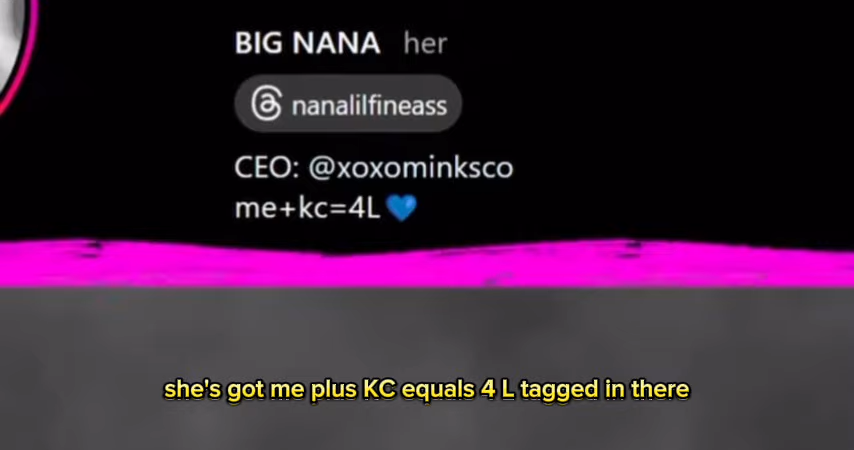 BIG NANA her
nanalilfineass
CEO: @xoxominksco
me+kc=4L💙
she's got me plus KC equals 4 L tagged in there